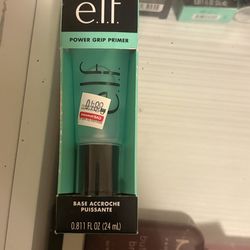 e.l.f.
POWER GRIP PRIMER
e.l.f.
BASE ACCROCHE
PUISSANTE
0.811 FL OZ (24 mL)